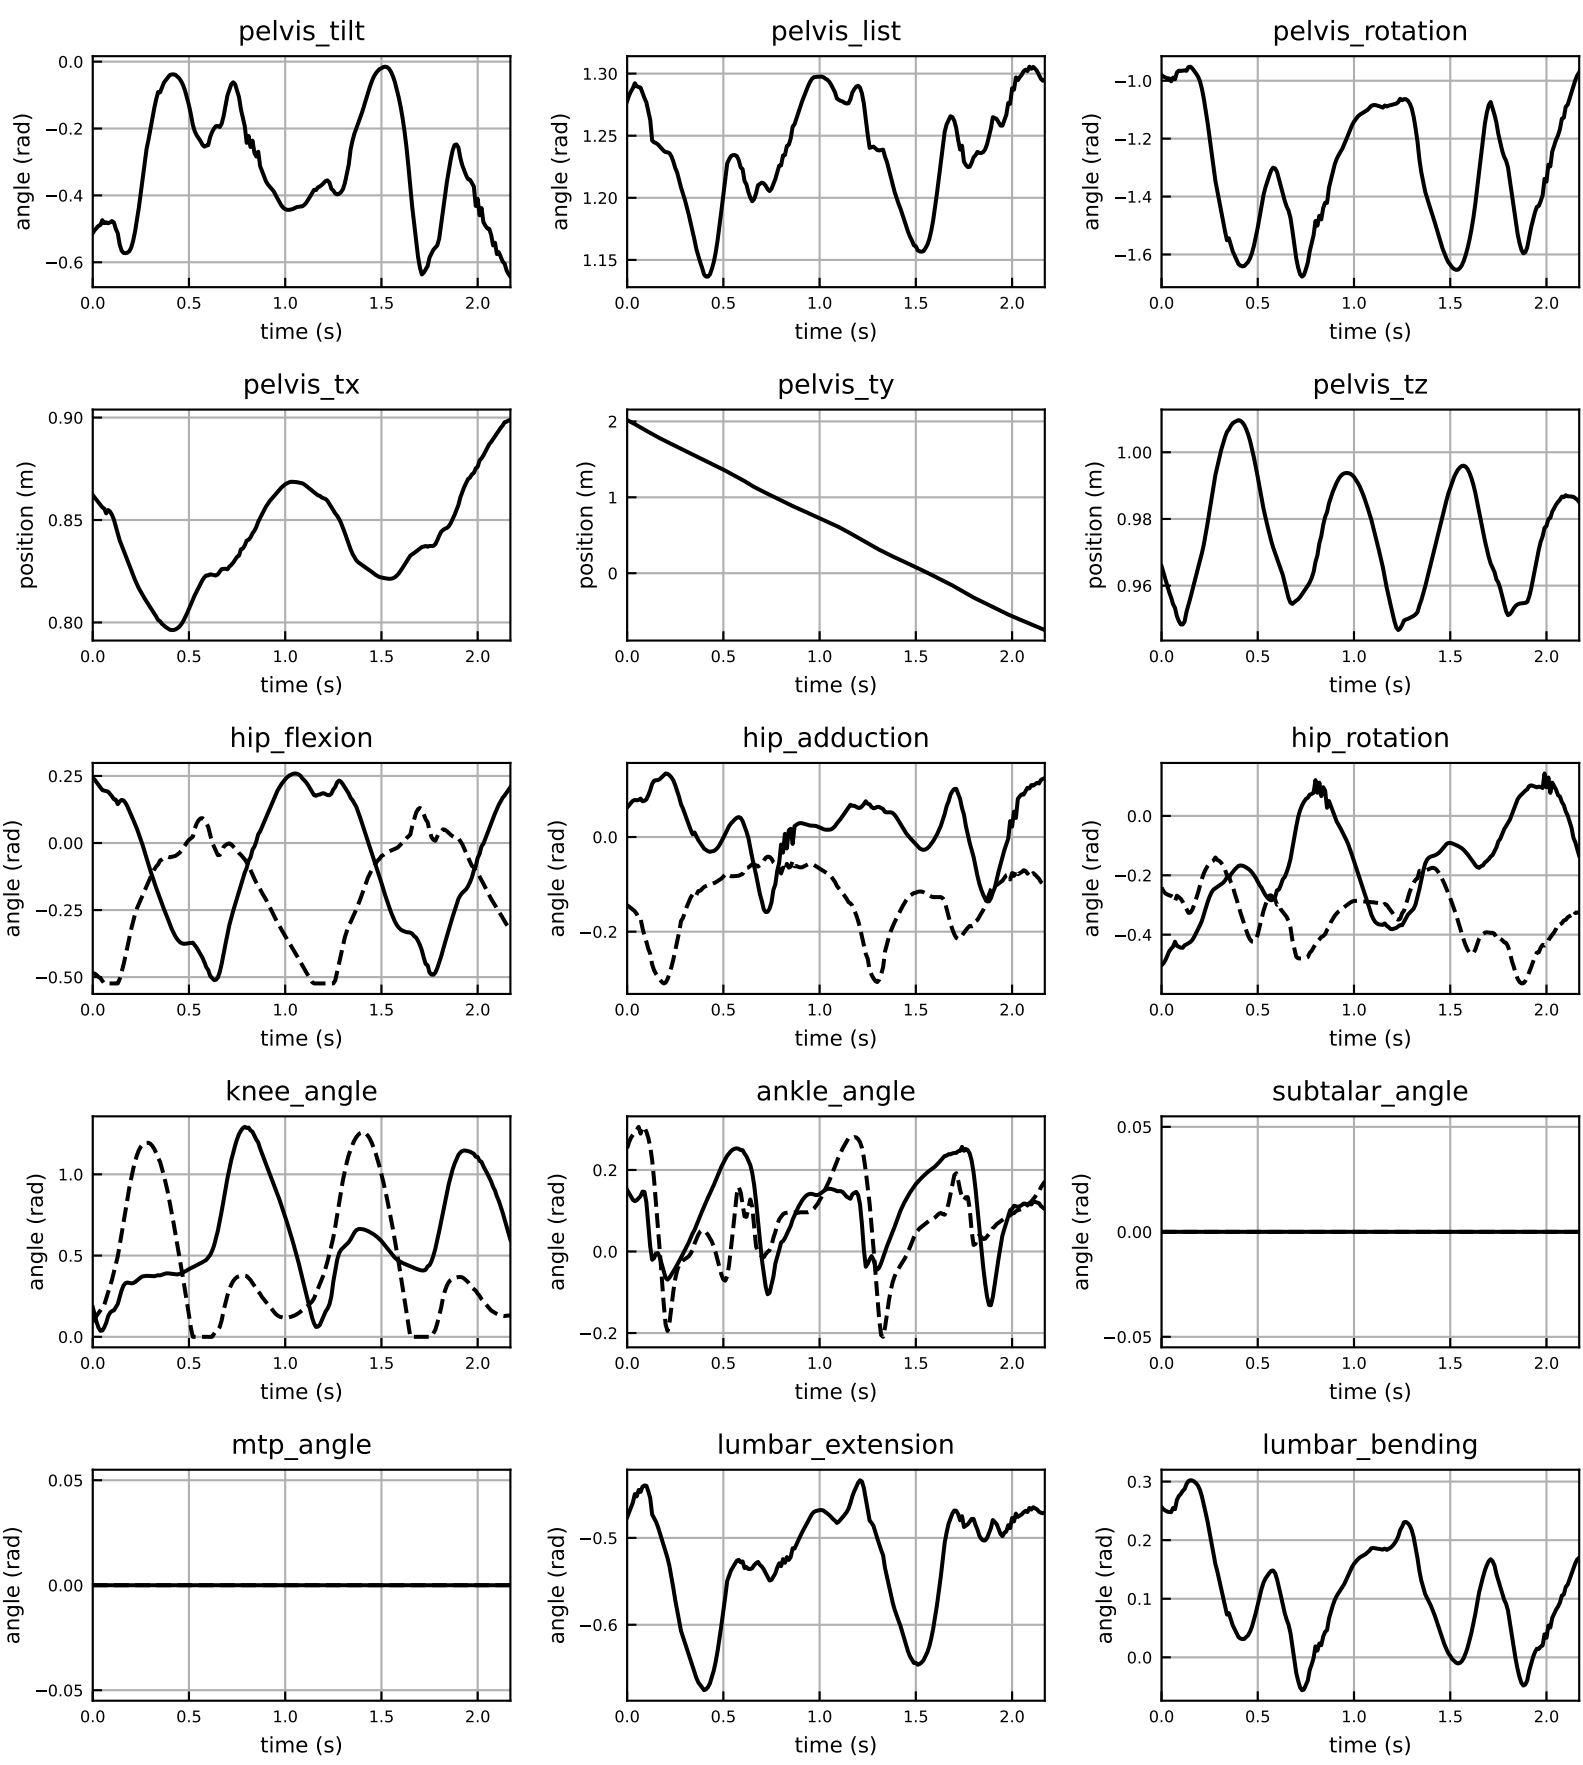 pelvis_tilt
angle (rad)
0.0
−0.2
−0.4
−0.6
0.0 0.5 1.0 1.5 2.0
time (s)
pelvis_list
angle (rad)
1.30
1.25
1.20
1.15
0.0 0.5 1.0 1.5 2.0
time (s)
pelvis_rotation
angle (rad)
−1.0
−1.2
−1.4
−1.6
0.0 0.5 1.0 1.5 2.0
time (s)
pelvis_tx
position (m)
0.90
0.85
0.80
0.0 0.5 1.0 1.5 2.0
time (s)
pelvis_ty
position (m)
2
1
0
0.0 0.5 1.0 1.5 2.0
time (s)
pelvis_tz
position (m)
1.00
0.98
0.96
0.0 0.5 1.0 1.5 2.0
time (s)
hip_flexion
angle (rad)
0.25
0.00
−0.25
−0.50
0.0 0.5 1.0 1.5 2.0
time (s)
hip_adduction
angle (rad)
0.0
−0.2
0.0 0.5 1.0 1.5 2.0
time (s)
hip_rotation
angle (rad)
0.0
−0.2
−0.4
0.0 0.5 1.0 1.5 2.0
time (s)
knee_angle
angle (rad)
1.0
0.5
0.0
0.0 0.5 1.0 1.5 2.0
time (s)
ankle_angle
angle (rad)
0.2
0.0
−0.2
0.0 0.5 1.0 1.5 2.0
time (s)
subtalar_angle
angle (rad)
0.05
0.00
−0.05
0.0 0.5 1.0 1.5 2.0
time (s)
mtp_angle
angle (rad)
0.05
0.00
−0.05
0.0 0.5 1.0 1.5 2.0
time (s)
lumbar_extension
angle (rad)
−0.5
−0.6
0.0 0.5 1.0 1.5 2.0
time (s)
lumbar_bending
angle (rad)
0.3
0.2
0.1
0.0
0.0 0.5 1.0 1.5 2.0
time (s)